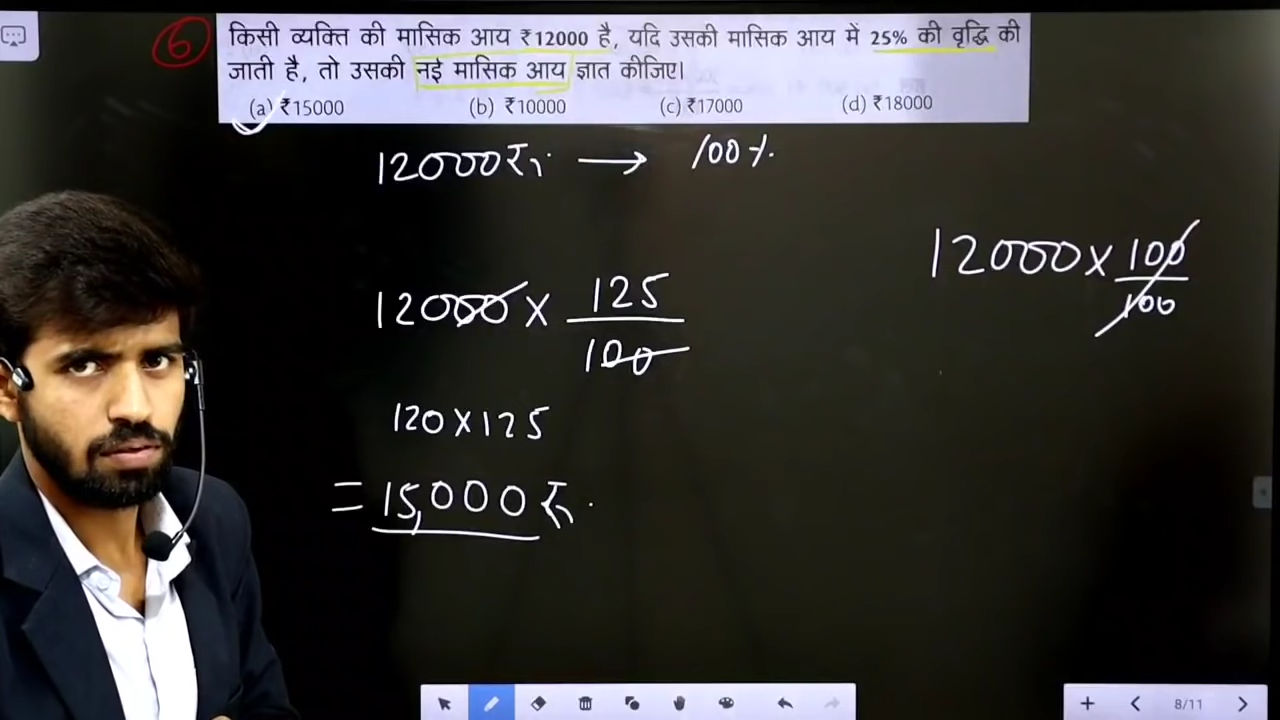 6
किसी व्यक्ति की मासिक आय ₹12000 है, यदि उसकी मासिक आय में 25% की वृद्धि की
जाती है, तो उसकी नई मासिक आय ज्ञात कीजिए।
(a) ₹15000 (b) ₹10000 (c) ₹17000 (d) ₹18000
12000रु. → 100%
12000 × 125/100
12000 × 100/100
120 × 125
= 15,000 रु.
8/11